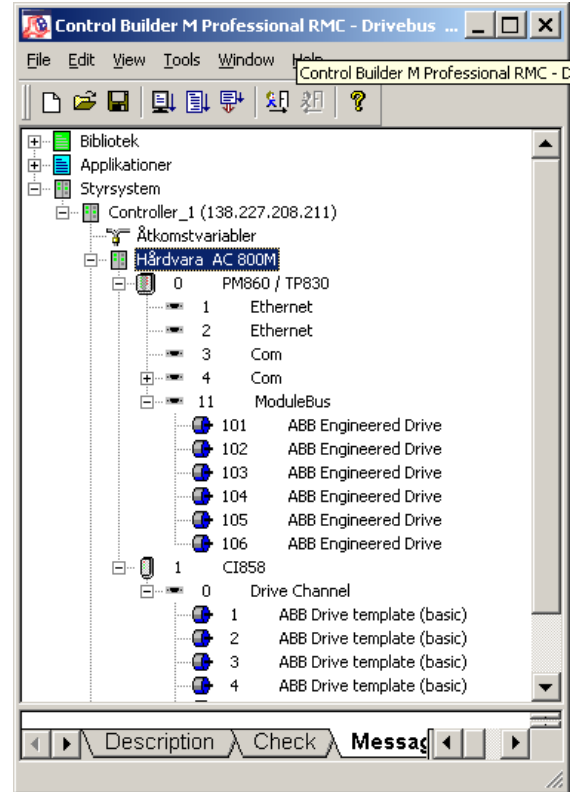 Control Builder M Professional RMC - Drivebus ...
File Edit View Tools Window
Control Builder M Professional RMC - D
Bibliotek
Applikationer
Styrsystem
Controller_1 (138.227.208.211)
Åtkomstvariabler
Hårdvara AC 800M
0 PM860 / TP830
1 Ethernet
2 Ethernet
3 Com
4 Com
11 ModuleBus
101 ABB Engineered Drive
102 ABB Engineered Drive
103 ABB Engineered Drive
104 ABB Engineered Drive
105 ABB Engineered Drive
106 ABB Engineered Drive
1 CI858
0 Drive Channel
1 ABB Drive template (basic)
2 ABB Drive template (basic)
3 ABB Drive template (basic)
4 ABB Drive template (basic)
Description Check Messag